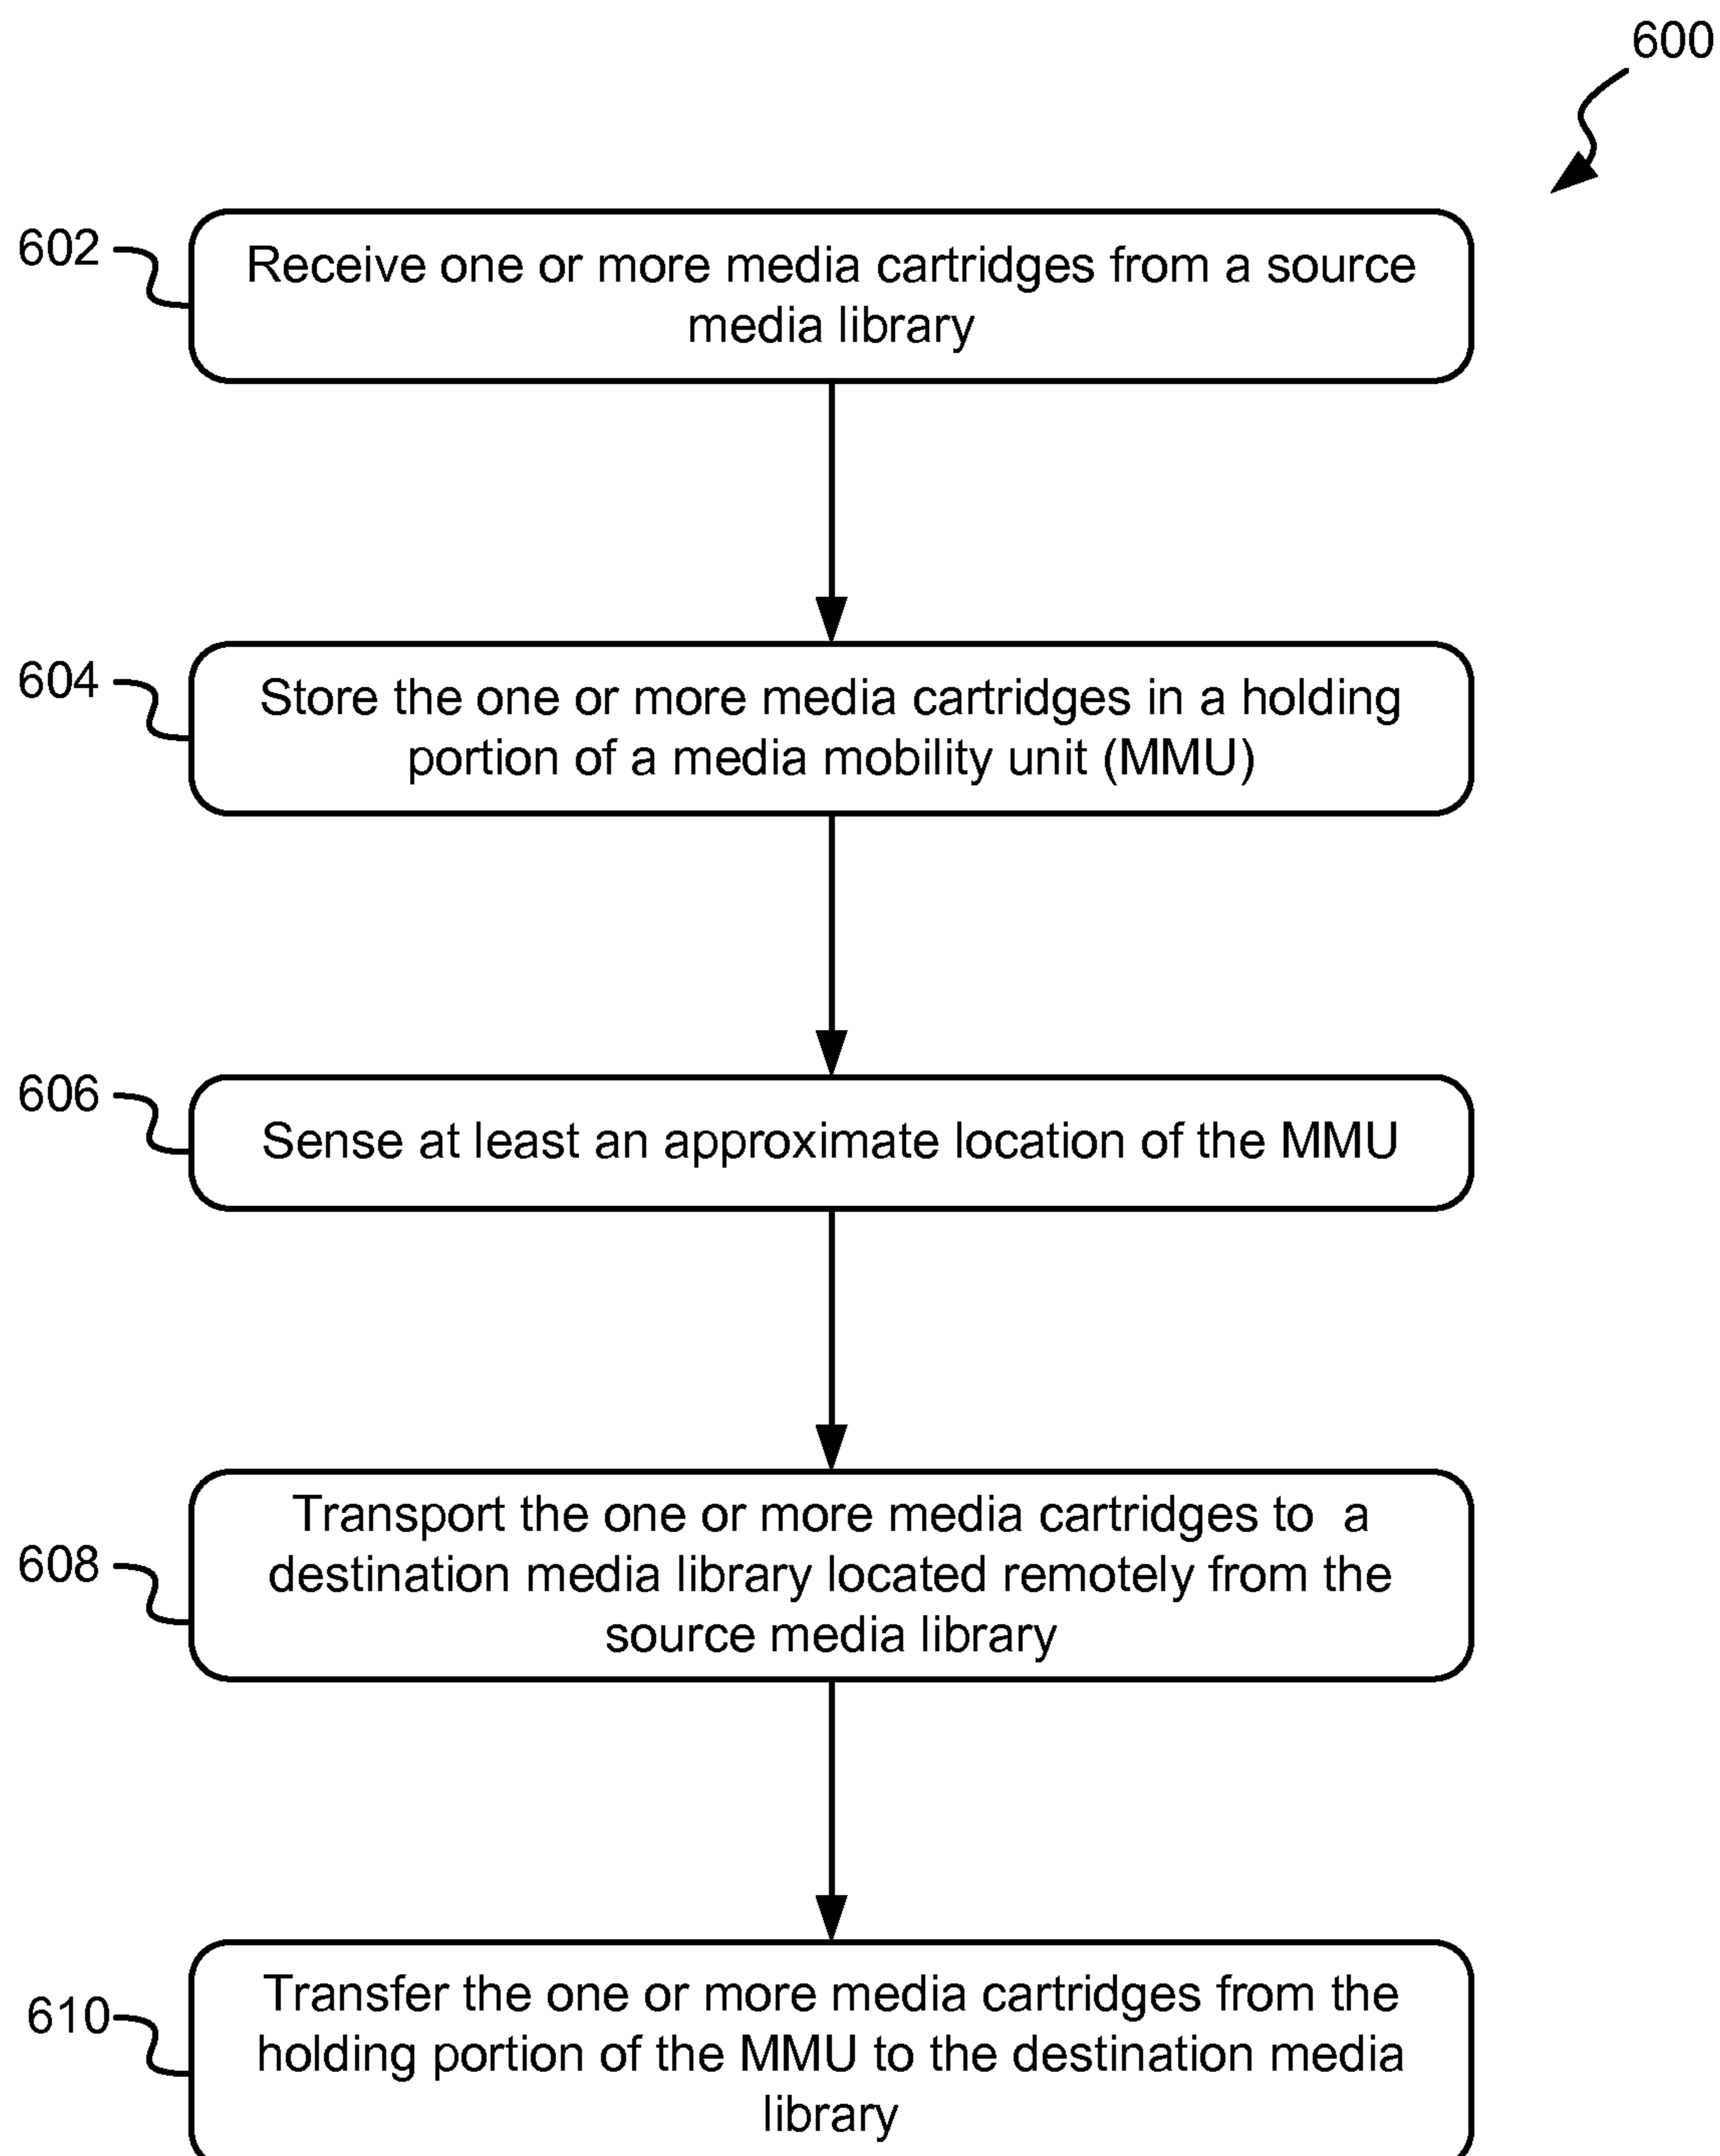 600
602
Receive one or more media cartridges from a source
media library
604
Store the one or more media cartridges in a holding
portion of a media mobility unit (MMU)
606
Sense at least an approximate location of the MMU
608
Transport the one or more media cartridges to  a
destination media library located remotely from the
source media library
610
Transfer the one or more media cartridges from the
holding portion of the MMU to the destination media
library